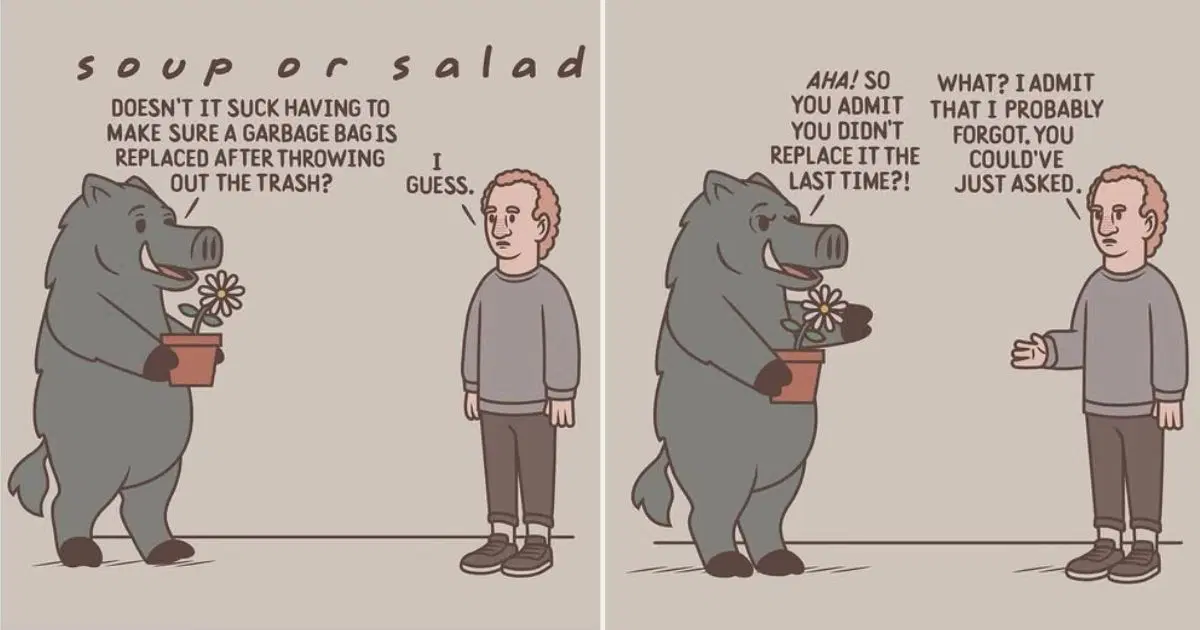 soup or salad
DOESN'T IT SUCK HAVING TO
MAKE SURE A GARBAGE BAG IS
REPLACED AFTER THROWING
OUT THE TRASH?
I
GUESS.
AHA! SO
YOU ADMIT
YOU DIDN'T
REPLACE IT THE
LAST TIME?!
WHAT? I ADMIT
THAT I PROBABLY
FORGOT. YOU
COULD'VE
JUST ASKED.